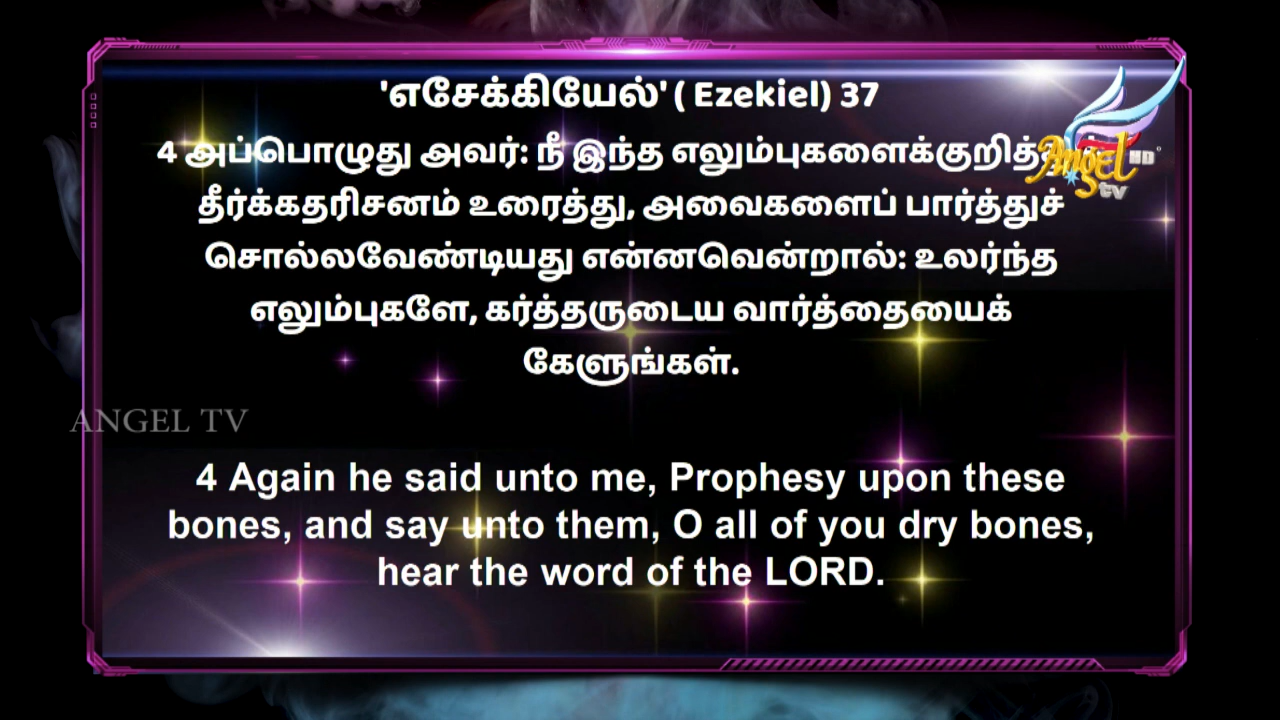 'எசேக்கியேல்' ( Ezekiel) 37
4 அப்பொழுது அவர்: நீ இந்த
தீர்க்கதரிசனம் உரைத்து, அவைகளைப் பார்த்துச்
சொல்லவேண்டியது என்னவென்றால்: உலர்ந்த
எலும்புகளே, கர்த்தருடைய வார்த்தையைக்
கேளுங்கள்.
Angel HD
tv
ANGEL TV
4 Again he said unto me, Prophesy upon these
bones, and say unto them, O all of you dry bones,
hear the word of the LORD.